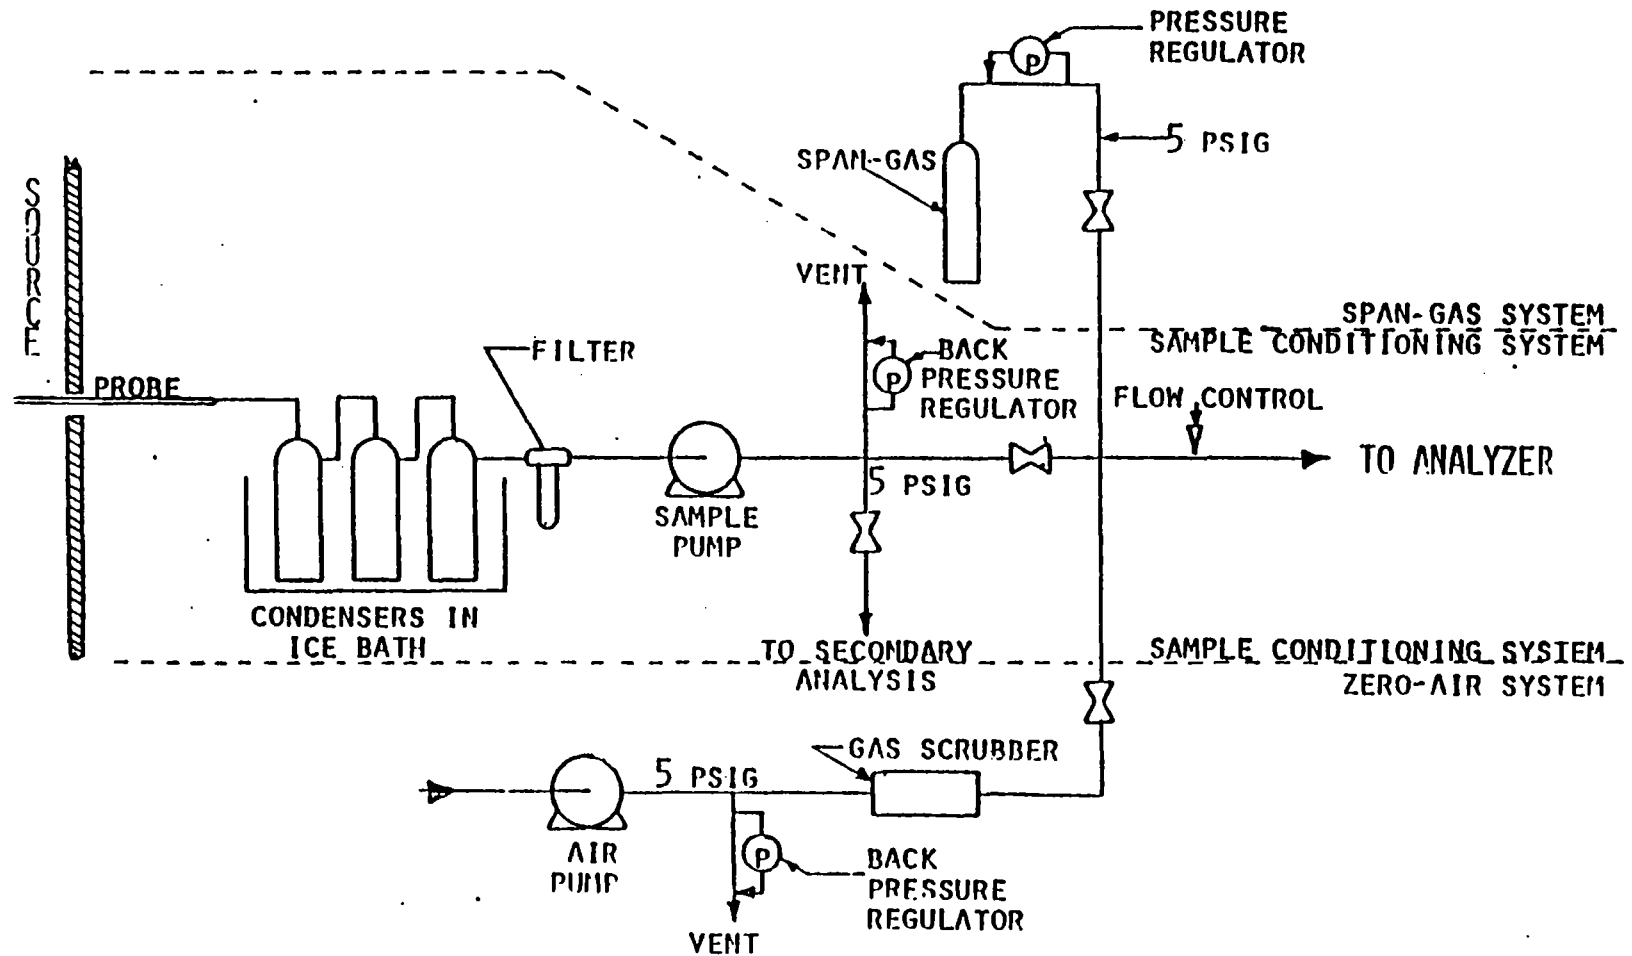 PRESSURE
REGULATOR
P
5 PSIG
SPAN-GAS
SOURCE
VENT
SPAN-GAS SYSTEM
SAMPLE CONDITIONING SYSTEM
FILTER
BACK
PRESSURE
REGULATOR
P
PROBE
FLOW CONTROL
TO ANALYZER
5 PSIG
SAMPLE
PUMP
CONDENSERS IN
ICE BATH
TO SECONDARY
ANALYSIS
SAMPLE CONDITIONING SYSTEM
ZERO-AIR SYSTEM
GAS SCRUBBER
5 PSIG
AIR
PUMP
P
BACK
PRESSURE
REGULATOR
VENT